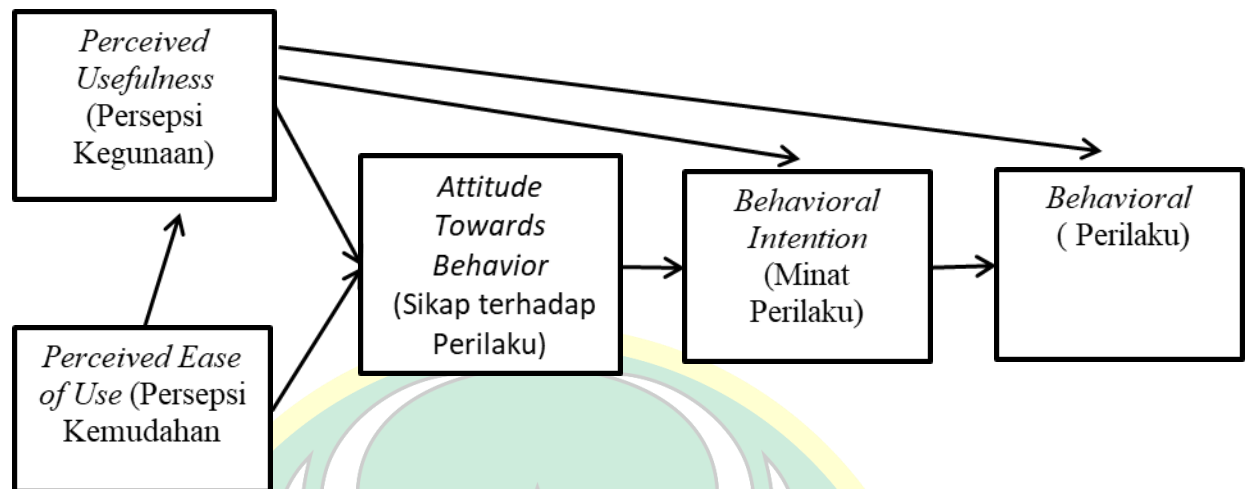 Perceived
Usefulness
(Persepsi
Kegunaan)
Perceived Ease
of Use (Persepsi
Kemudahan
Attitude
Towards
Behavior
(Sikap terhadap
Perilaku)
Behavioral
Intention
(Minat
Perilaku)
Behavioral
( Perilaku)